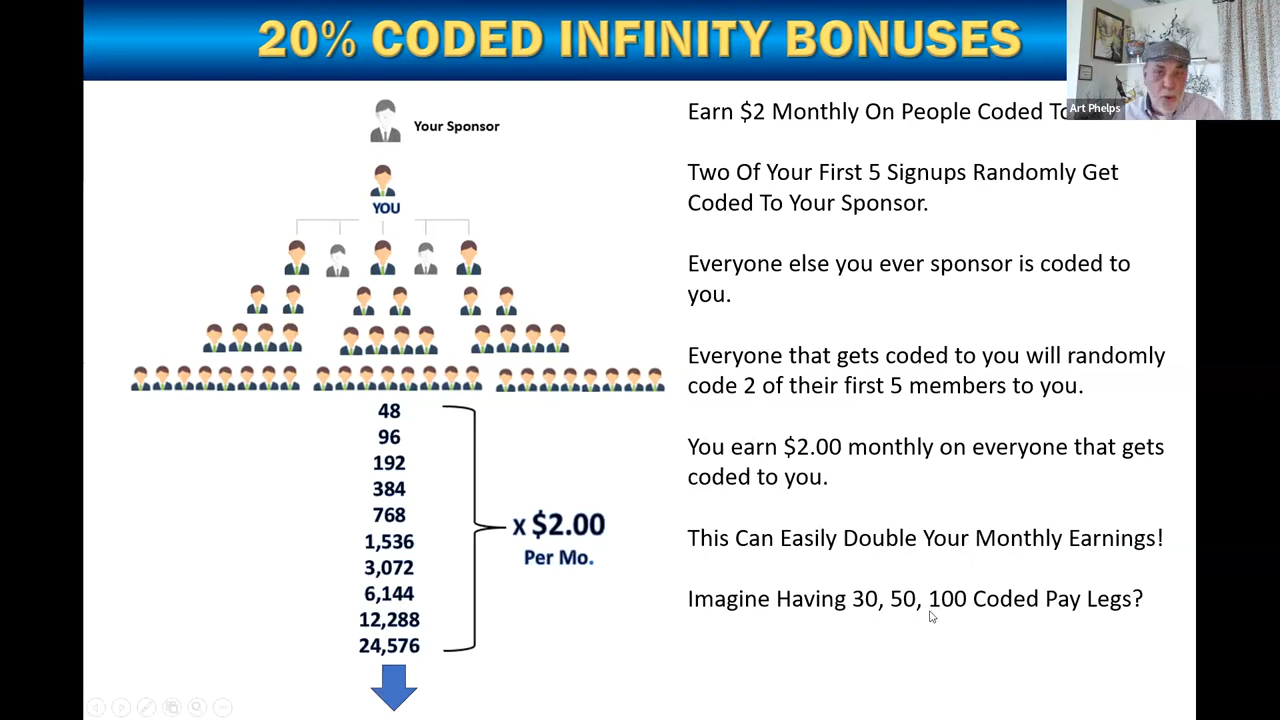 20% CODED INFINITY BONUSES
Art Phelps
Your Sponsor
YOU
48
96
192
384
768
1,536
3,072
6,144
12,288
24,576
x $2.00
Per Mo.
Earn $2 Monthly On People Coded To
Two Of Your First 5 Signups Randomly Get
Coded To Your Sponsor.
Everyone else you ever sponsor is coded to
you.
Everyone that gets coded to you will randomly
code 2 of their first 5 members to you.
You earn $2.00 monthly on everyone that gets
coded to you.
This Can Easily Double Your Monthly Earnings!
Imagine Having 30, 50, 100 Coded Pay Legs?